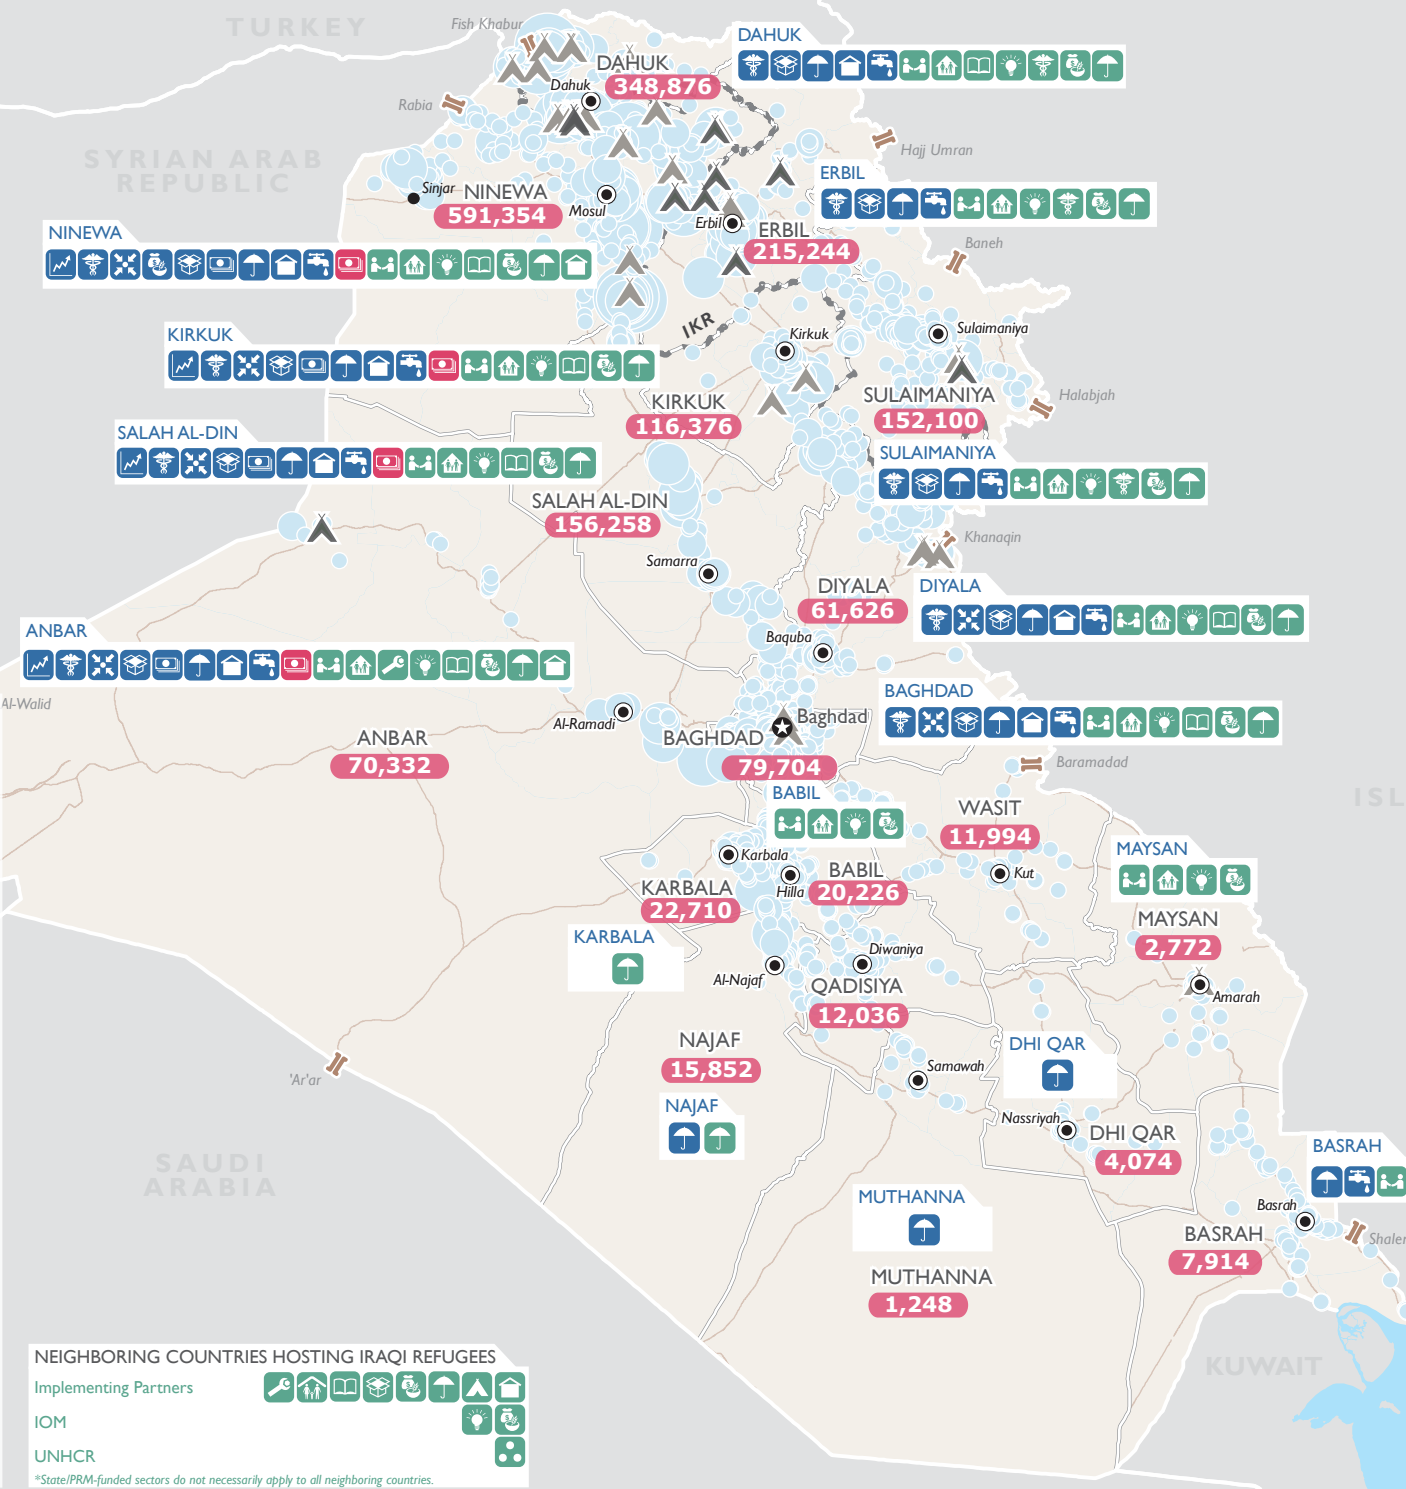 TURKEY
Fish Khabur
DAHUK
DAHUK
348,876
Dahuk
Rabia
Hajj Umran
SYRIAN ARAB
REPUBLIC
ERBIL
Sinjar
NINEWA
591,354
Mosul
Erbil
ERBIL
215,244
NINEWA
Baneh
IKR
KIRKUK
Kirkuk
Sulaimaniya
KIRKUK
116,376
SULAIMANIYA
152,100
Halabjah
SALAH AL-DIN
SULAIMANIYA
SALAH AL-DIN
156,258
Khanaqin
Samarra
DIYALA
61,626
DIYALA
ANBAR
Baquba
Al-Walid
Al-Ramadi
BAGHDAD
Baghdad
BAGHDAD
79,704
ANBAR
70,332
Baramadad
ISL
BABIL
WASIT
11,994
MAYSAN
Karbala
Hilla
BABIL
20,226
Kut
KARBALA
22,710
MAYSAN
2,772
KARBALA
Diwaniya
Al-Najaf
QADISIYA
12,036
Amarah
NAJAF
15,852
DHI QAR
'Ar'ar
Samawah
NAJAF
Nassriyah
DHI QAR
4,074
BASRAH
SAUDI
ARABIA
MUTHANNA
Basrah
BASRAH
7,914
Shaler
MUTHANNA
1,248
KUWAIT
NEIGHBORING COUNTRIES HOSTING IRAQI REFUGEES
Implementing Partners
IOM
UNHCR
*State/PRM-funded sectors do not necessarily apply to all neighboring countries.